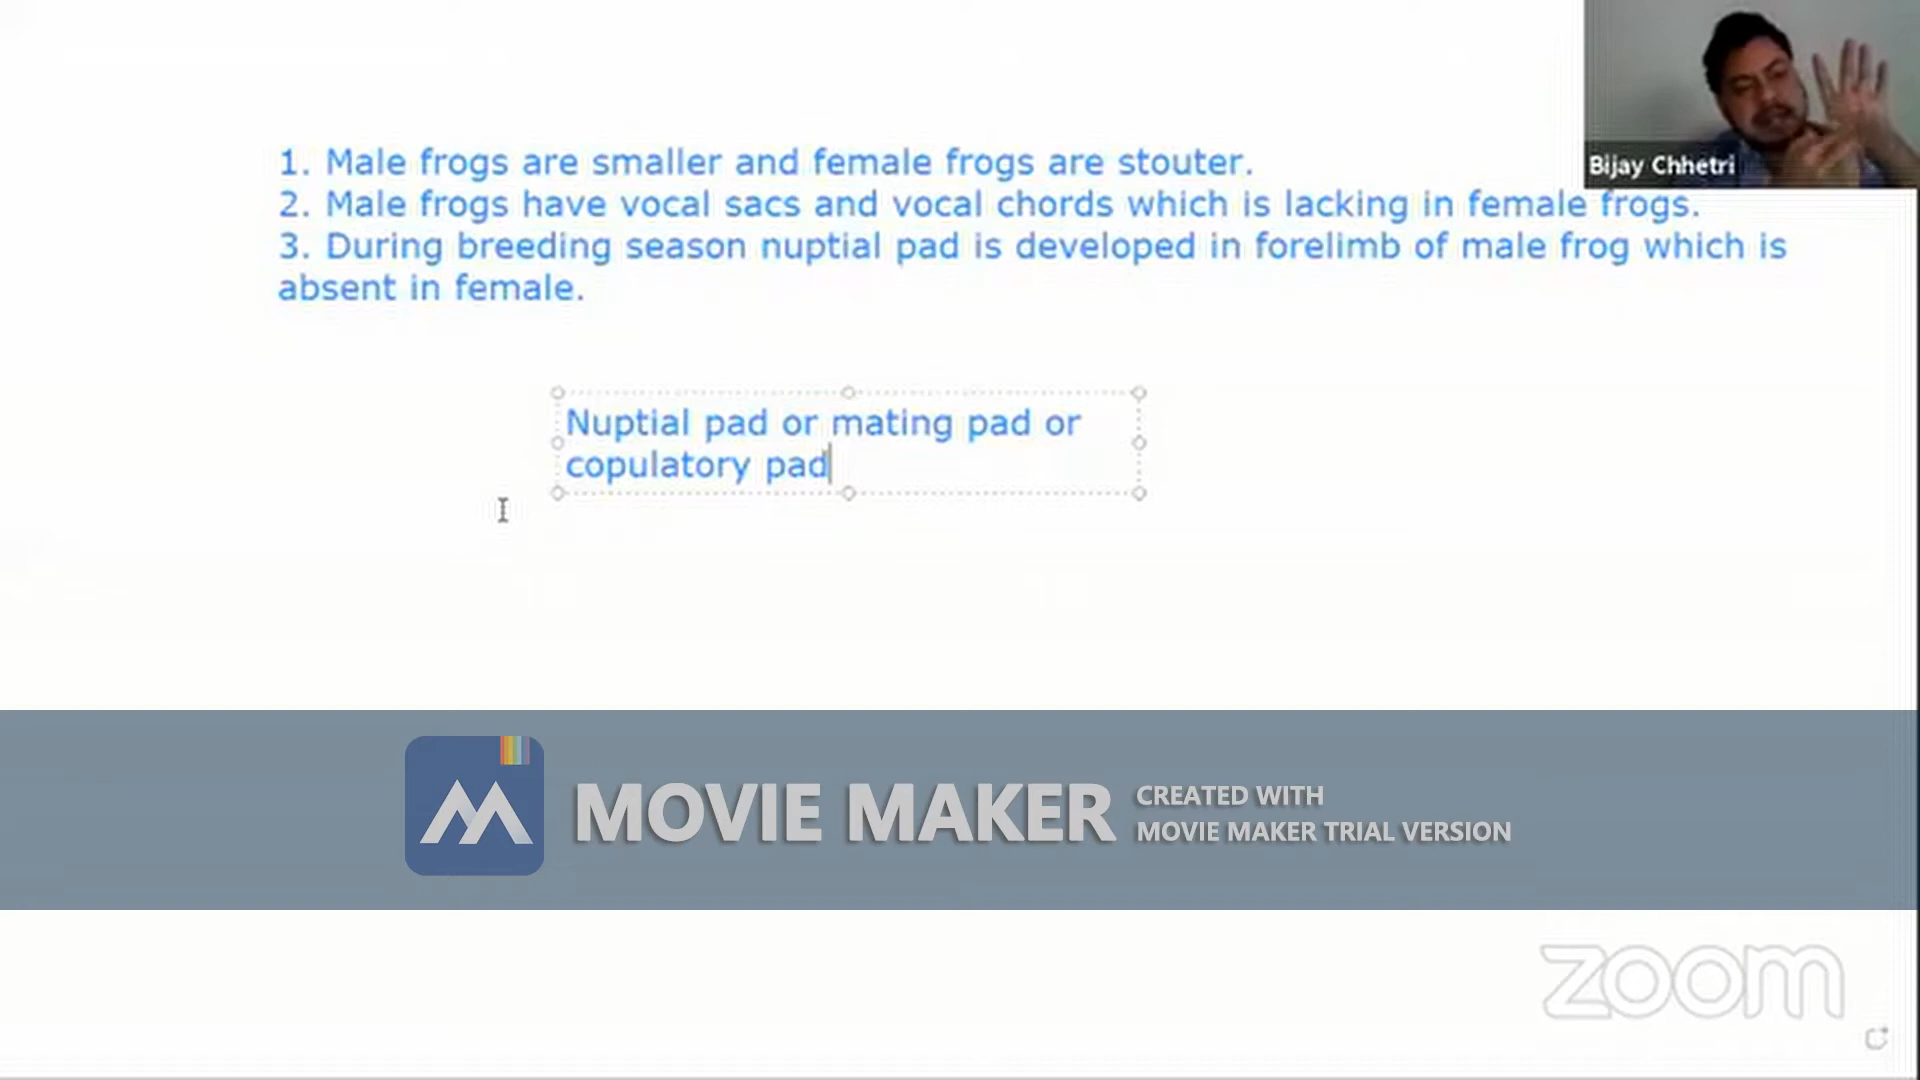 Bijay Chhetri
1. Male frogs are smaller and female frogs are stouter.
2. Male frogs have vocal sacs and vocal chords which is lacking in female frogs.
3. During breeding season nuptial pad is developed in forelimb of male frog which is
absent in female.
Nuptial pad or mating pad or
copulatory pad
MOVIE MAKER
CREATED WITH
MOVIE MAKER TRIAL VERSION
zoom